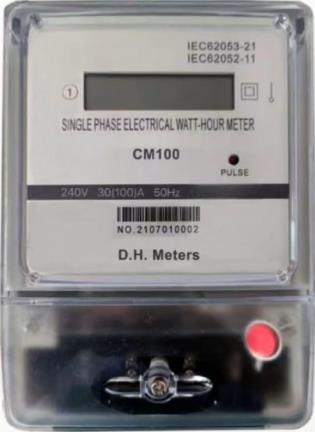 IEC62053-21
IEC62052-11
1
SINGLE PHASE ELECTRICAL WATT-HOUR METER
CM100
PULSE
240V 30(100)A 50Hz
NO.2107010002
D.H. Meters